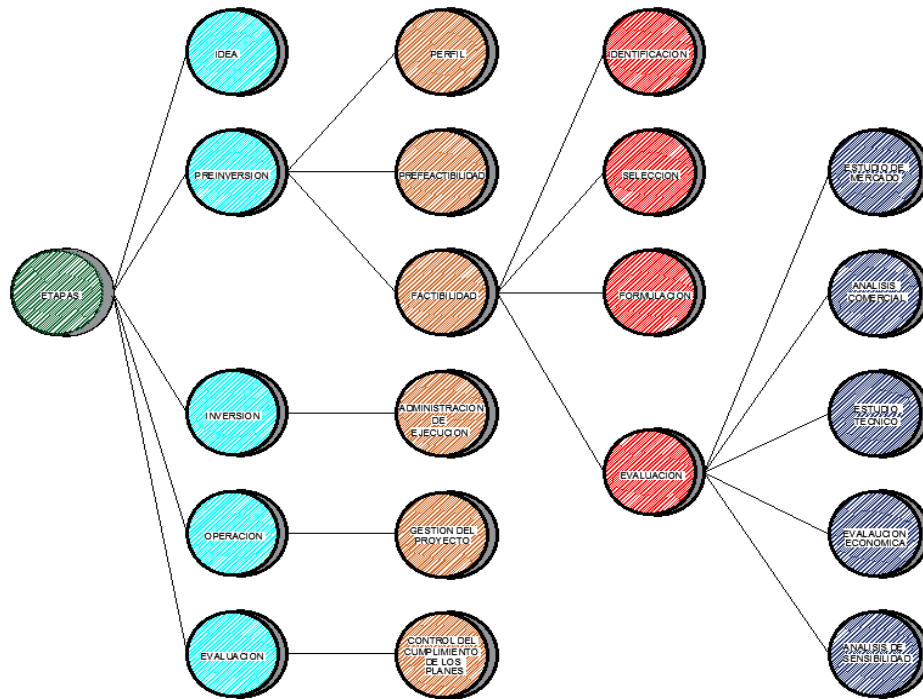 IDEA
PERFIL
IDENTIFICACION
PREINVERSION
PREFEACTIBILIDAD
SELECCION
ESTUDIO DE
MERCADO
ETAPAS
FACTIBILIDAD
FORMULACION
ANALISIS
COMERCIAL
INVERSION
ADMINISTRACION
DE
EJECUCION
ESTUDIO
TECNICO
EVALUACION
OPERACION
GESTION DEL
PROYECTO
EVALAUCION
ECONOMICA
EVALUACION
CONTROL DEL
CUMPLIMIENTO
DE LOS
PLANES
ANALISIS DE
SENSIBILIDAD